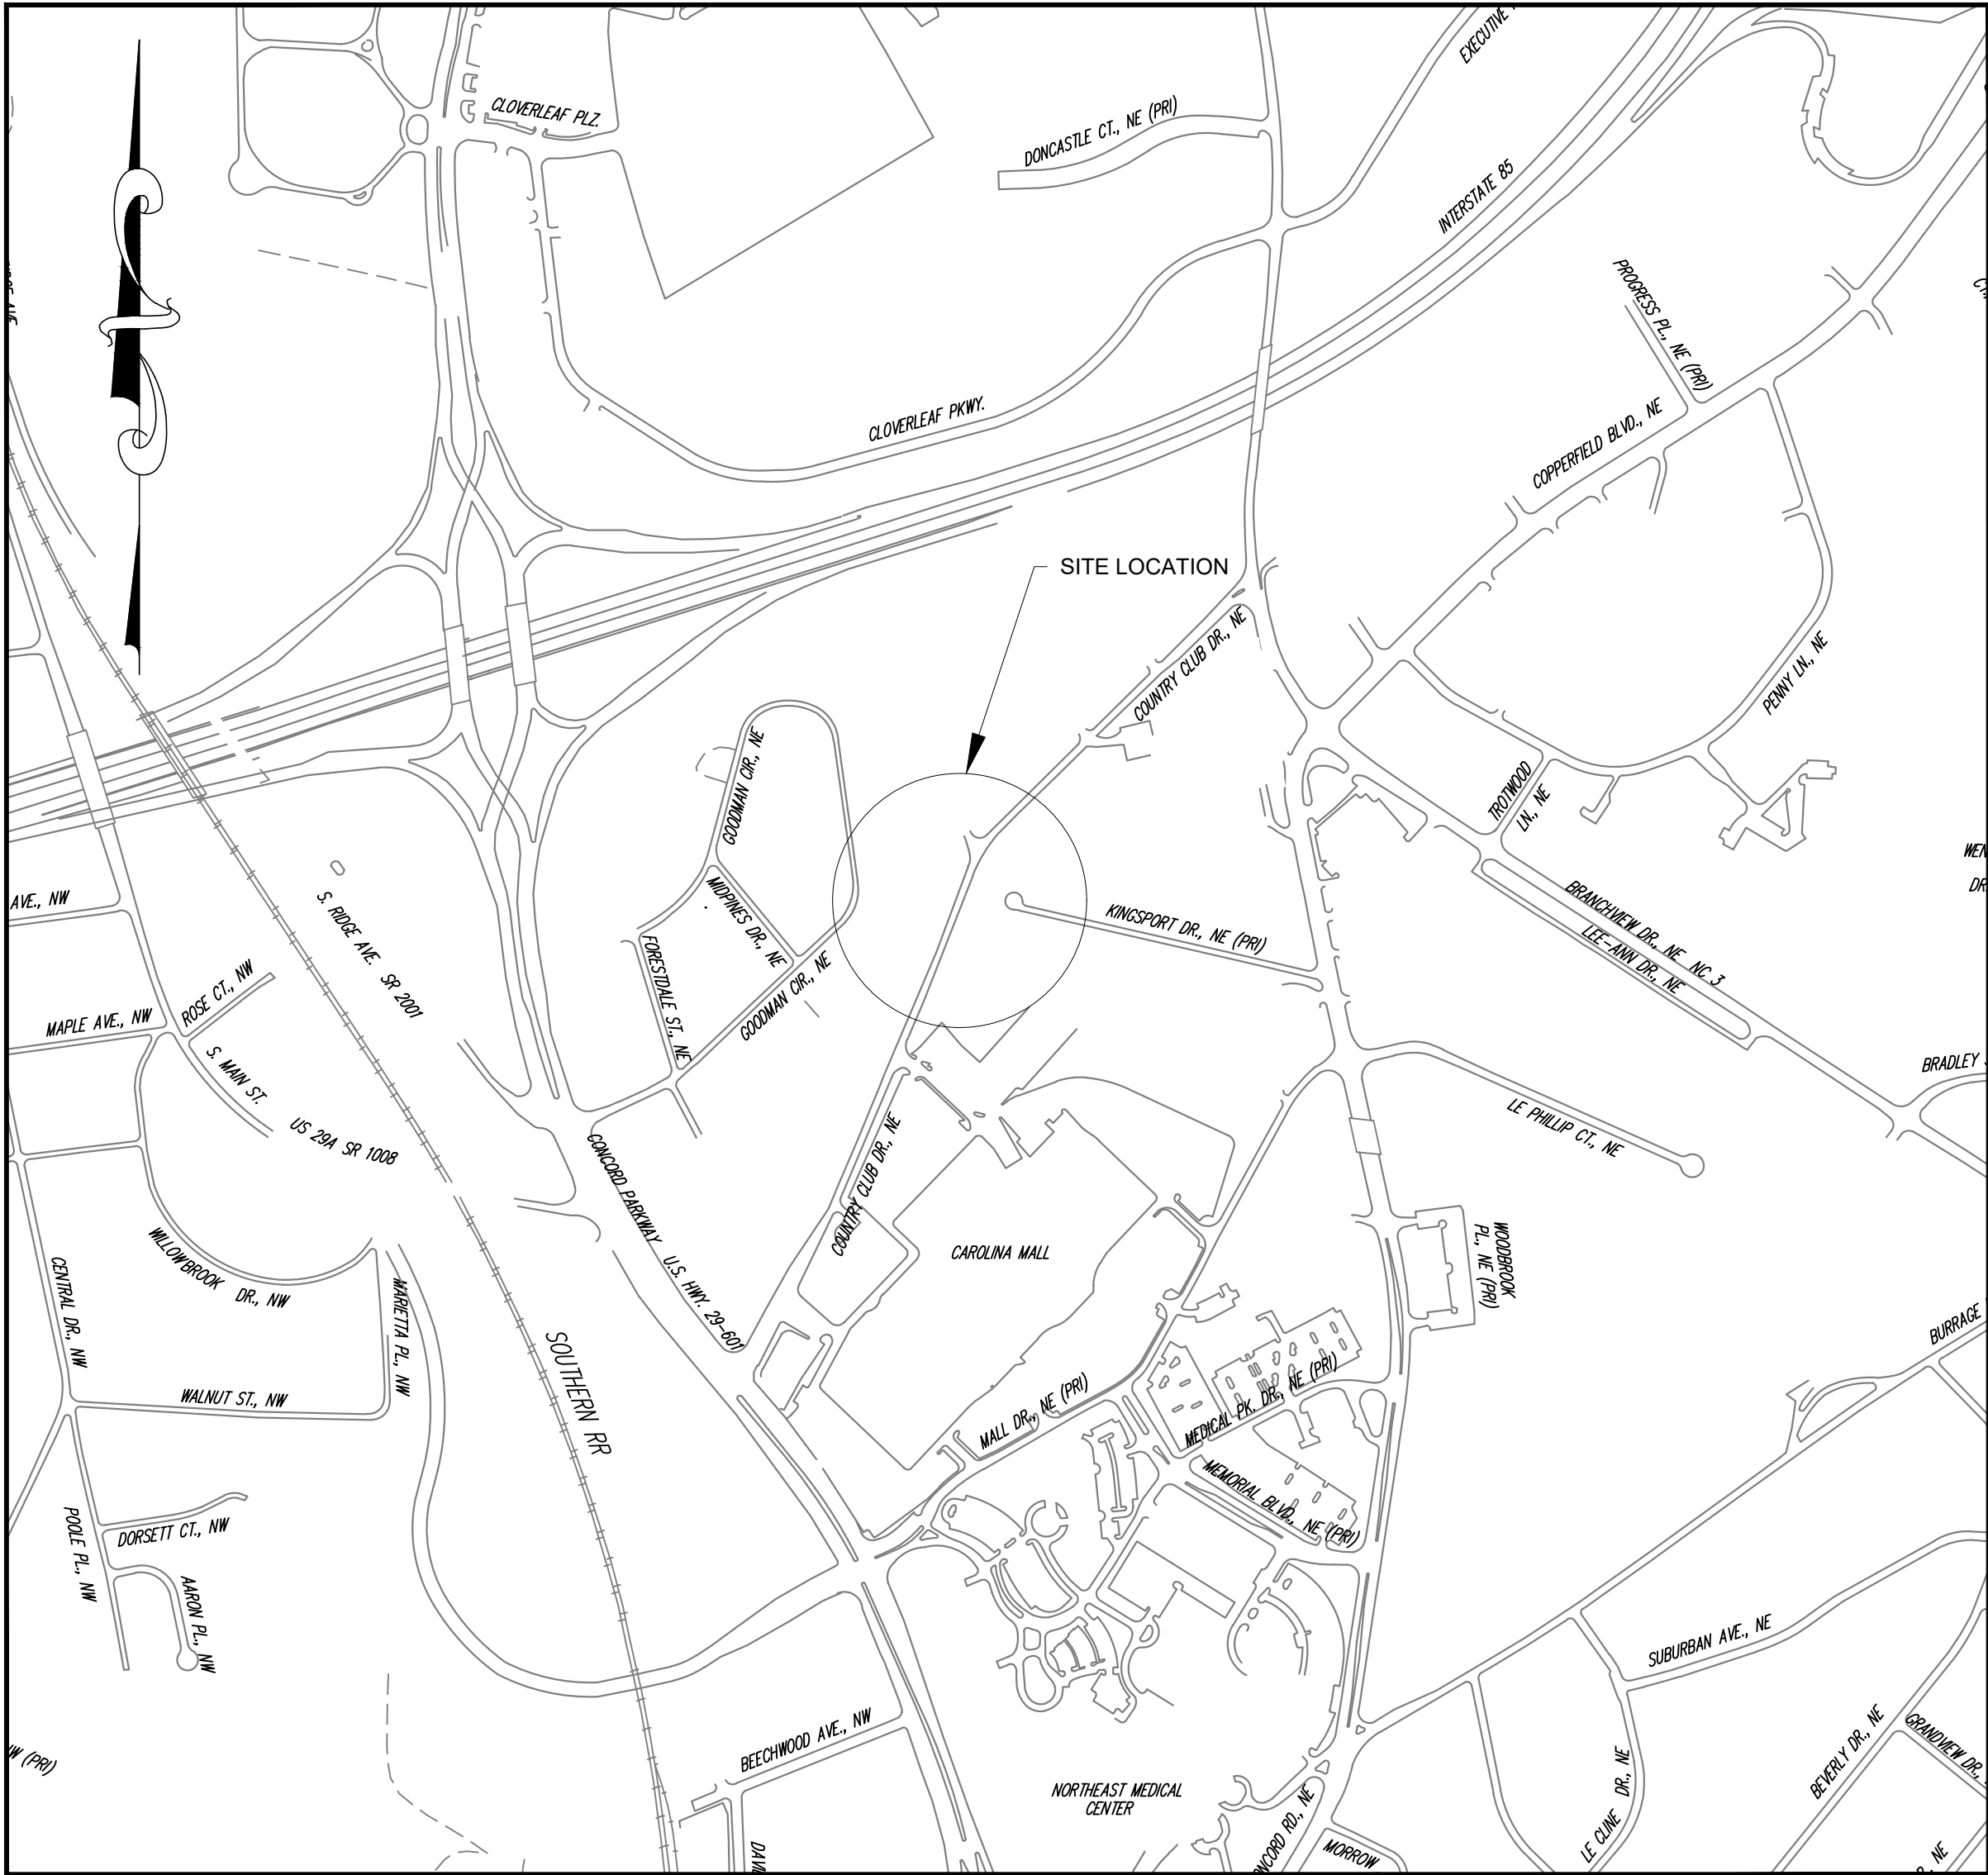 EXECUTIVE
CLOVERLEAF PLZ.
DONCASTLE CT., NE (PRI)
INTERSTATE 85
PROGRESS PL., NE (PRI)
CLOVERLEAF PKWY.
COPPERFIELD BLVD., NE
SITE LOCATION
COUNTRY CLUB DR., NE
PENNY LN., NE
GOODMAN CIR., NE
TROTWOOD
LN., NE
AVE., NW
S. RIDGE AVE. SR 2001
MIDPINES DR., NE
KINGSPORT DR., NE (PRI)
BRANCHVIEW DR., NE NC 3
LEE-ANN DR., NE
FORESTDALE ST., NE
GOODMAN CIR., NE
ROSE CT., NW
MAPLE AVE., NW
S. MAIN ST.
US 29A SR 1008
BRADLEY
LE PHILLIP CT., NE
CONCORD PARKWAY U.S. HWY. 29-601
COUNTRY CLUB DR., NE
CAROLINA MALL
WOODBROOK
PL., NE (PRI)
WILLOWBROOK DR., NW
CENTRAL DR., NW
MARIETTA PL., NW
BURRAGE
SOUTHERN RR
WALNUT ST., NW
MALL DR., NE (PRI)
MEDICAL PK. DR., NE (PRI)
MEMORIAL BLVD., NE (PRI)
POOLE PL., NW
DORSETT CT., NW
AARON PL., NW
SUBURBAN AVE., NE
BEECHWOOD AVE., NW
NW (PRI)
NORTHEAST MEDICAL
CENTER
LE CLINE DR., NE
BEVERLY DR., NE
GRANDVIEW DR.,
RD., NE
MORROW
NE